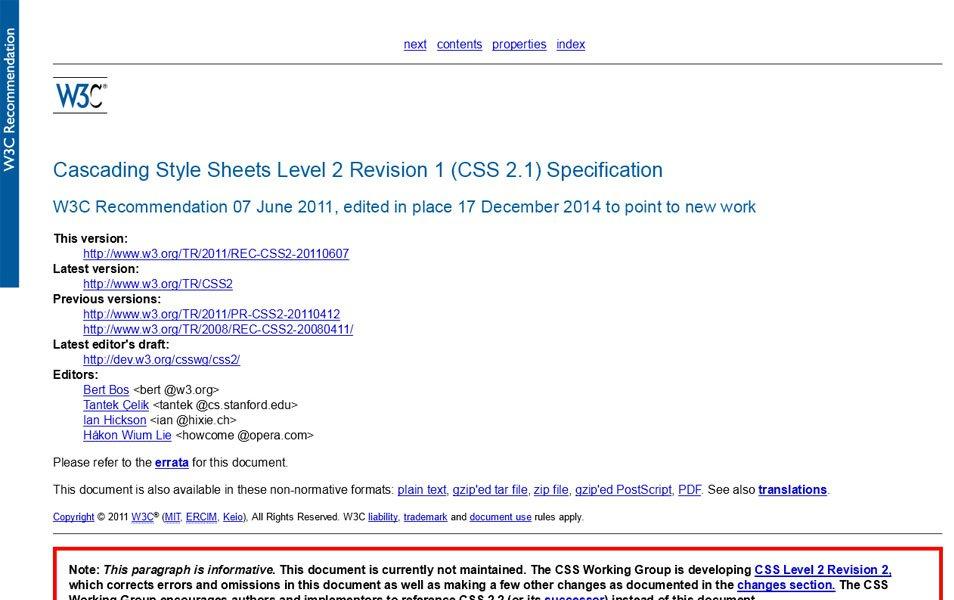 W3C Recommendation
next contents properties index
W3C®
Cascading Style Sheets Level 2 Revision 1 (CSS 2.1) Specification
W3C Recommendation 07 June 2011, edited in place 17 December 2014 to point to new work
This version:
http://www.w3.org/TR/2011/REC-CSS2-20110607
Latest version:
http://www.w3.org/TR/CSS2
Previous versions:
http://www.w3.org/TR/2011/PR-CSS2-20110412
http://www.w3.org/TR/2008/REC-CSS2-20080411/
Latest editor's draft:
http://dev.w3.org/csswg/css2/
Editors:
Bert Bos <bert @w3.org>
Tantek Çelik <tantek @cs.stanford.edu>
Ian Hickson <ian @hixie.ch>
Håkon Wium Lie <howcome @opera.com>
Please refer to the errata for this document.
This document is also available in these non-normative formats: plain text, gzip'ed tar file, zip file, gzip'ed PostScript, PDF. See also translations.
Copyright © 2011 W3C® (MIT, ERCIM, Keio), All Rights Reserved. W3C liability, trademark and document use rules apply.
Note: This paragraph is informative. This document is currently not maintained. The CSS Working Group is developing CSS Level 2 Revision 2,
which corrects errors and omissions in this document as well as making a few other changes as documented in the changes section. The CSS
Working Group encourages authors and implementors to reference CSS 2.2 (or its successor) instead of this document.